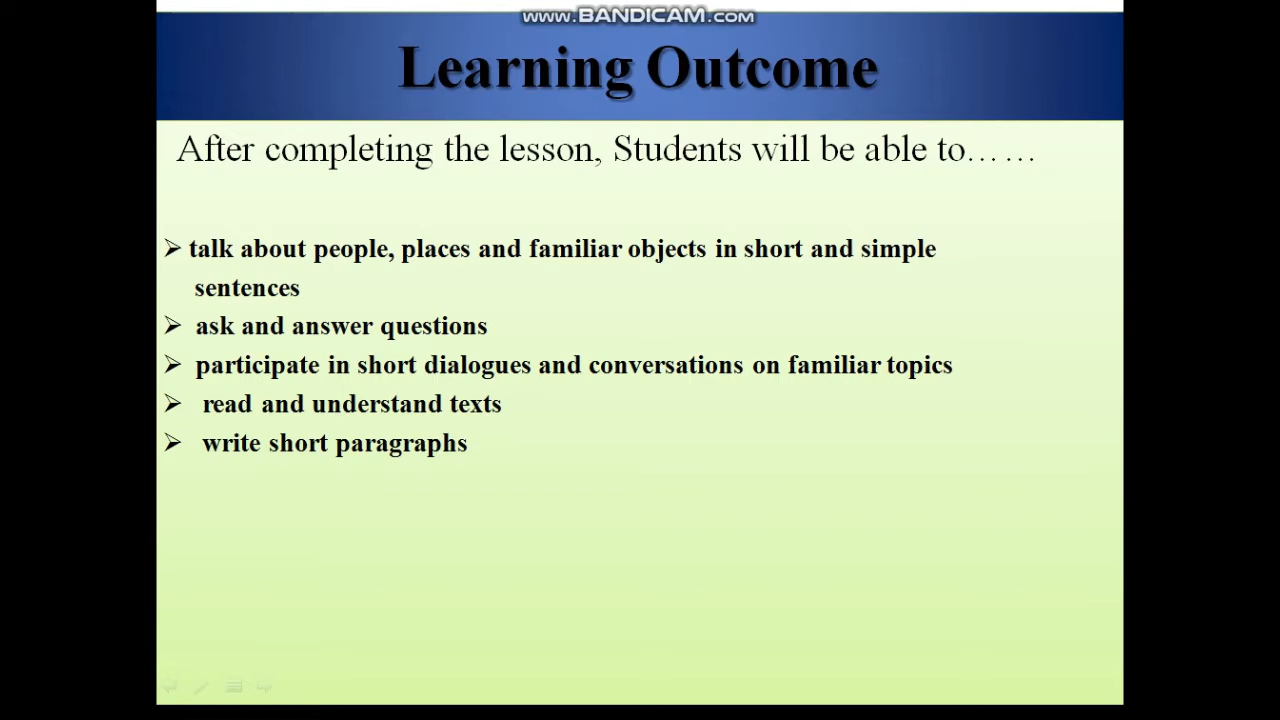 www.BANDICAM.com
Learning Outcome
After completing the lesson, Students will be able to……
➢ talk about people, places and familiar objects in short and simple
sentences
➢ ask and answer questions
➢ participate in short dialogues and conversations on familiar topics
➢ read and understand texts
➢ write short paragraphs